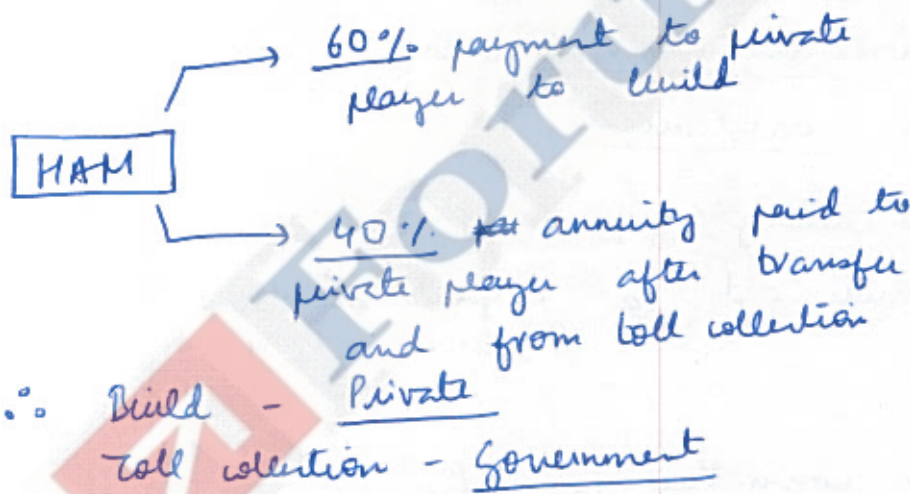 60% payment to private
player to build
HAM
40% annuity paid to
private player after transfer
and from toll collection
∴ Build - Private
Toll collection - Government
Forum